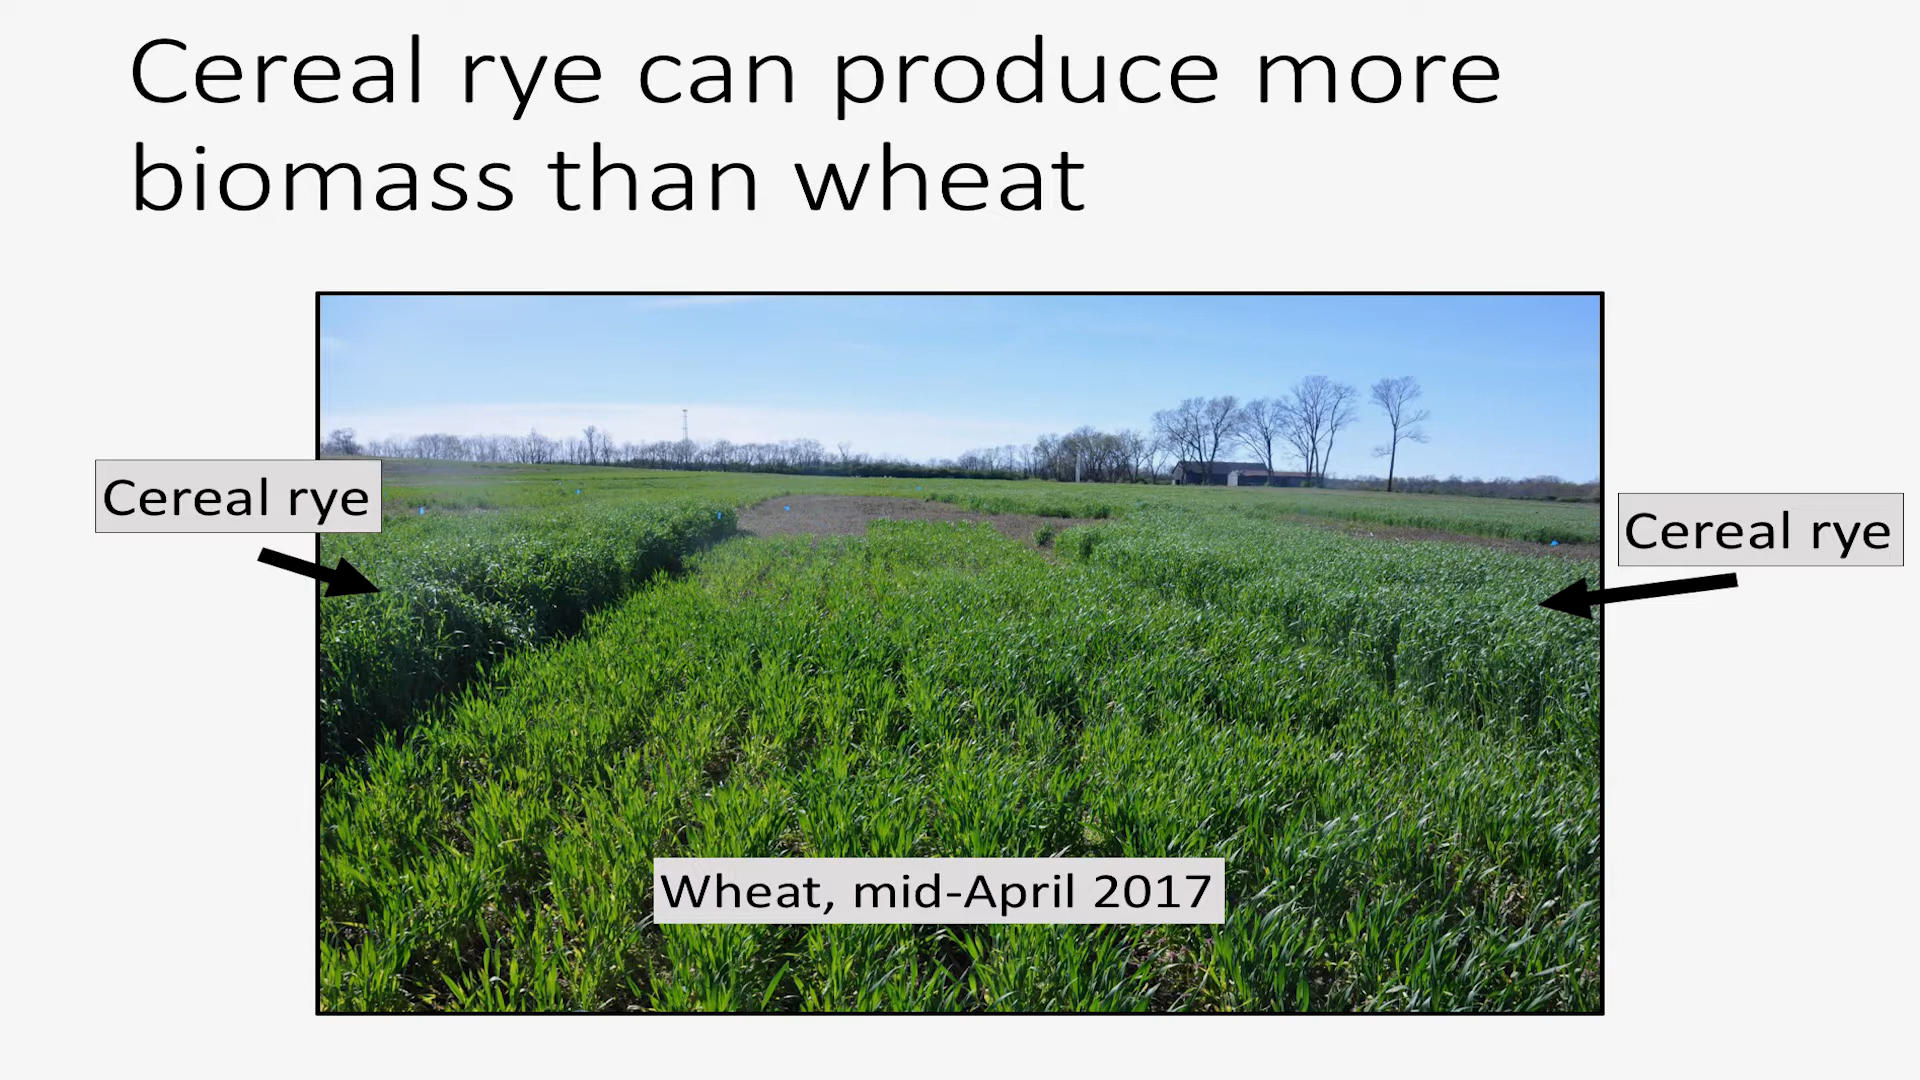 Cereal rye can produce more
biomass than wheat
Cereal rye
Cereal rye
Wheat, mid-April 2017